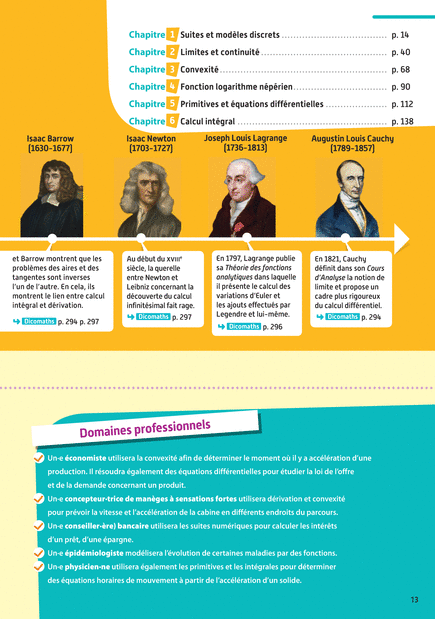 Chapitre 1 Suites et modèles discrets ................................ p. 14
Chapitre 2 Limites et continuité ...................................... p. 40
Chapitre 3 Convexité ................................................... p. 68
Chapitre 4 Fonction logarithme népérien ............................ p. 90
Chapitre 5 Primitives et équations différentielles ................... p. 112
Chapitre 6 Calcul intégral ............................................. p. 138
Isaac Barrow
(1630-1677)
Isaac Newton
(1703-1727)
Joseph Louis Lagrange
(1736-1813)
Augustin Louis Cauchy
(1789-1857)
et Barrow montrent que les
problèmes des aires et des
tangentes sont inverses
l'un de l'autre. En cela, ils
montrent le lien entre calcul
intégral et dérivation.
Dicomaths p. 294 p. 297
Au début du XVIIIe
siècle, la querelle
entre Newton et
Leibniz concernant la
découverte du calcul
infinitésimal fait rage.
Dicomaths p. 297
En 1797, Lagrange publie
sa Théorie des fonctions
analytiques dans laquelle
il présente le calcul des
variations d'Euler et
les ajouts effectués par
Legendre et lui-même.
Dicomaths p. 296
En 1821, Cauchy
définit dans son Cours
d'Analyse la notion de
limite et propose un
cadre plus rigoureux
du calcul différentiel.
Dicomaths p. 294
Domaines professionnels
Un·e économiste utilisera la convexité afin de déterminer le moment où il y a accélération d'une
production. Il résoudra également des équations différentielles pour étudier la loi de l'offre
et de la demande concernant un produit.
Un·e concepteur·trice de manèges à sensations fortes utilisera dérivation et convexité
pour prévoir la vitesse et l'accélération de la cabine en différents endroits du parcours.
Un·e conseiller·ère) bancaire utilisera les suites numériques pour calculer les intérêts
d'un prêt, d'une épargne.
Un·e épidémiologiste modélisera l'évolution de certaines maladies par des fonctions.
Un·e physicien·ne utilisera également les primitives et les intégrales pour déterminer
des équations horaires de mouvement à partir de l'accélération d'un solide.
13